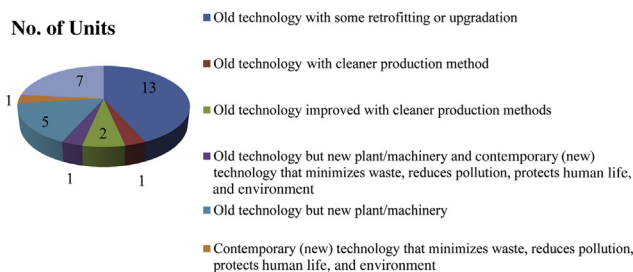 No. of Units
13
1
2
1
5
1
7
Old technology with some retrofitting or upgradation
Old technology with cleaner production method
Old technology improved with cleaner production methods
Old technology but new plant/machinery and contemporary (new)
technology that minimizes waste, reduces pollution, protects human life,
and environment
Old technology but new plant/machinery
Contemporary (new) technology that minimizes waste, reduces pollution,
protects human life, and environment